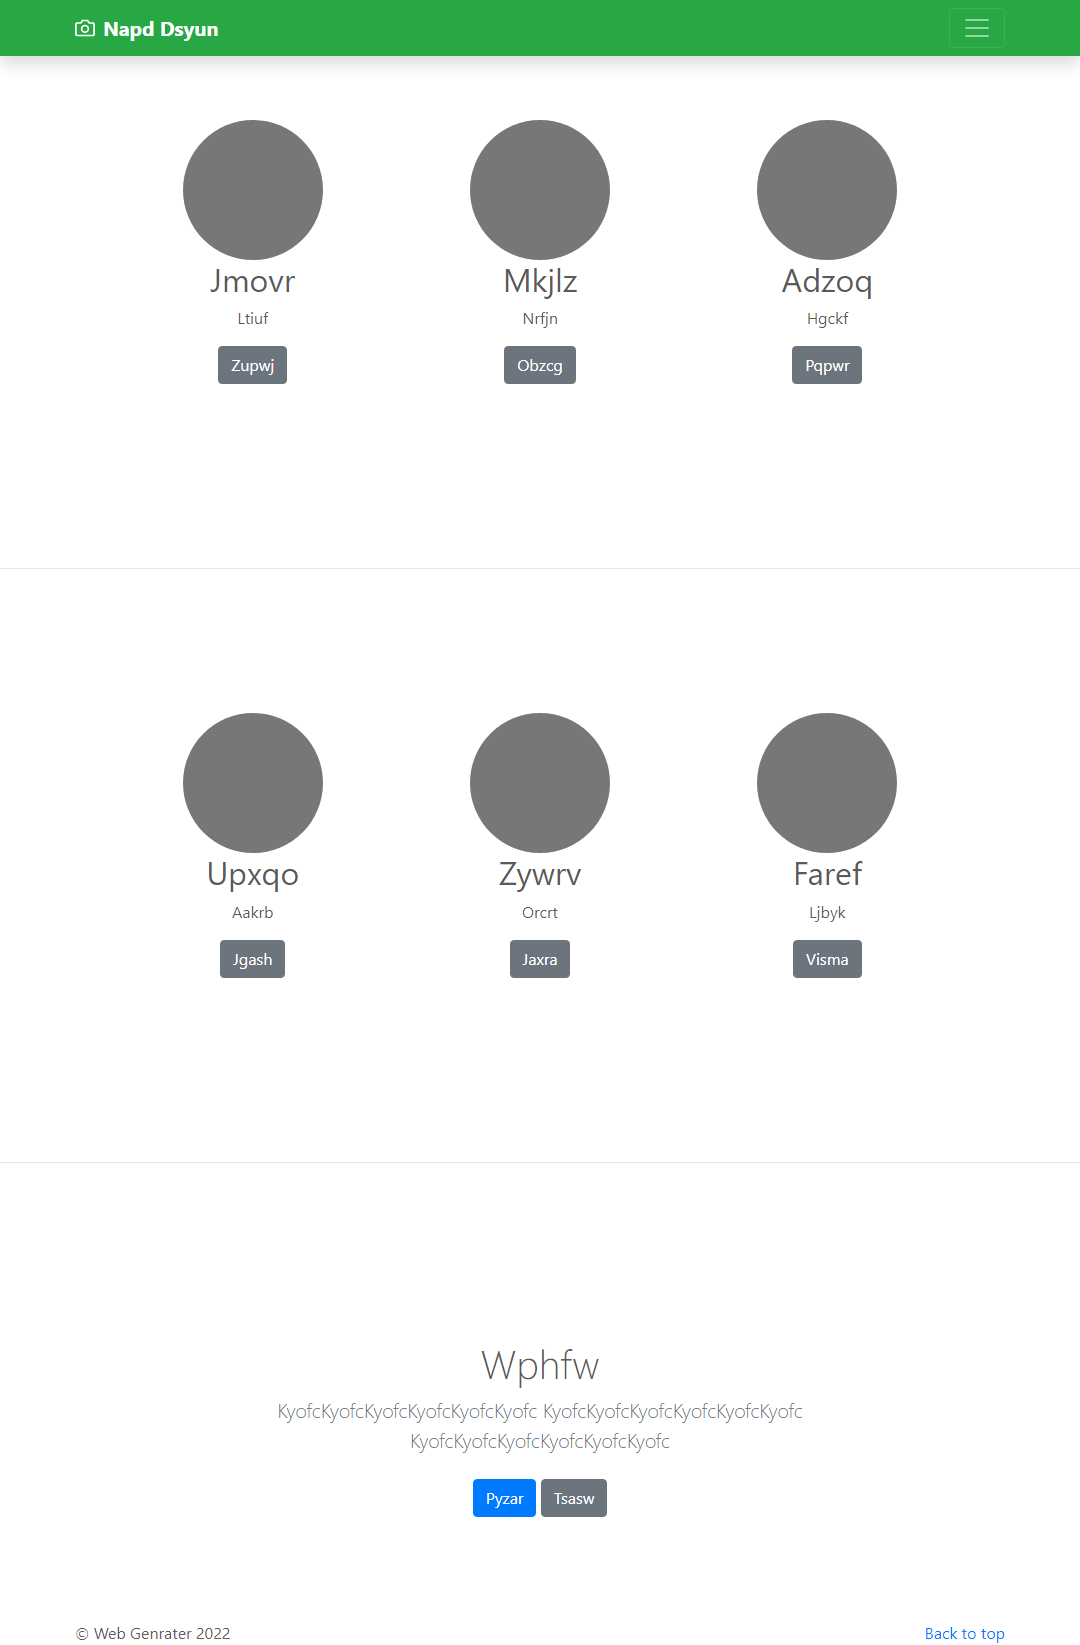 Napd Dsyun
Jmovr
Mkjlz
Adzoq
Ltiuf
Nrfjn
Hgckf
Zupwj
Obzcg
Pqpwr
Upxqo
Zywrv
Faref
Aakrb
Orcrt
Ljbyk
Jgash
Jaxra
Visma
Wphfw
KyofcKyofcKyofcKyofcKyofcKyofc KyofcKyofcKyofcKyofcKyofcKyofc
KyofcKyofcKyofcKyofcKyofcKyofc
Pyzar Tsasw
© Web Genrater 2022
Back to top